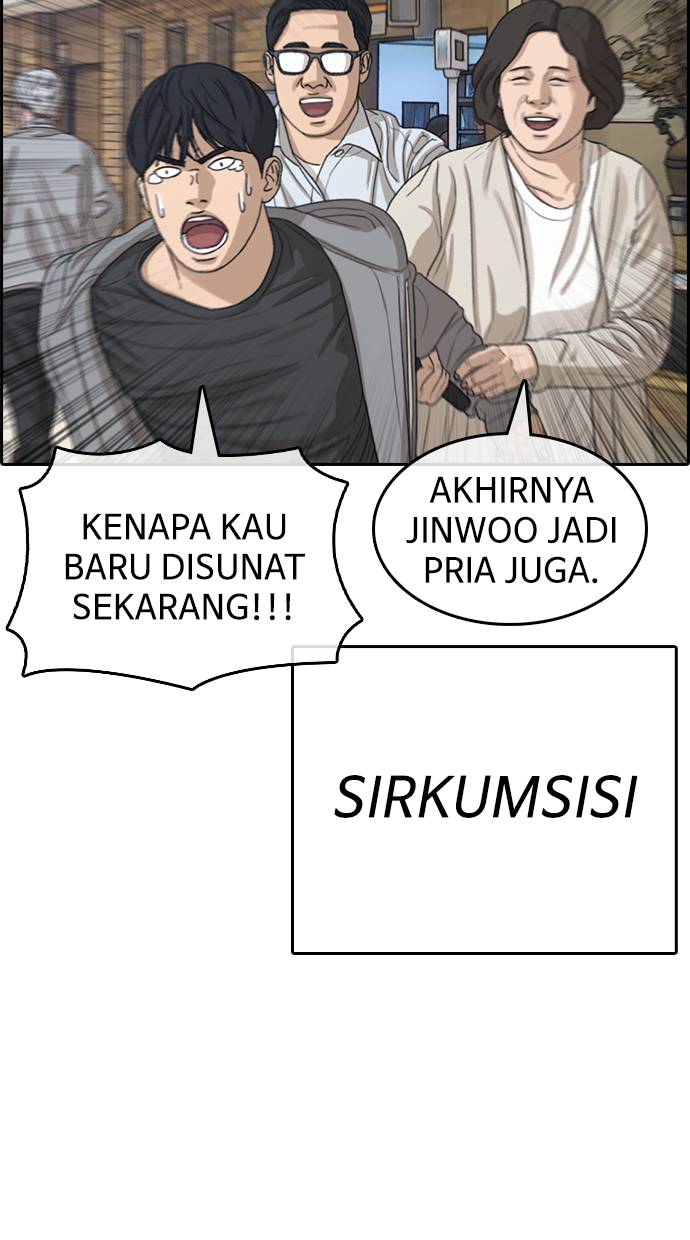 KENAPA KAU
BARU DISUNAT
SEKARANG!!!
AKHIRNYA
JINWOO JADI
PRIA JUGA.
SIRKUMSISI